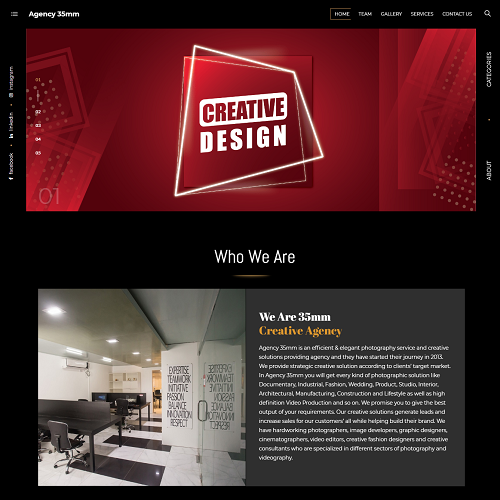 Agency 35mm
HOME TEAM GALLERY SERVICES CONTACT US
instagram
linkedin
facebook
CATEGORIES
ABOUT
01
02
03
04
05
01
CREATIVE
DESIGN
Who We Are
EXPERTISE
TEAMWORK
INITIATIVE
PASSION
BALANCE
INNOVATION
RESPECT
We Are 35mm
Creative Agency
Agency 35mm is an efficient & elegant photography service and creative
solutions providing agency and they have started their journey in 2013.
We provide strategic creative solution according to clients' target market.
In Agency 35mm you will get every kind of photographic solution like
Documentary, Industrial, Fashion, Wedding, Product, Studio, Interior,
Architectural, Manufacturing, Construction and Lifestyle as well as high
definition Video Production and so on. We promise you to give the best
output of your requirements. Our creative solutions generate leads and
increase sales for our customers' all while helping build their brand. We
have hardworking photographers, image developers, graphic designers,
cinematographers, video editors, creative fashion designers and creative
consultants who are specialized in different sectors of photography and
videography.